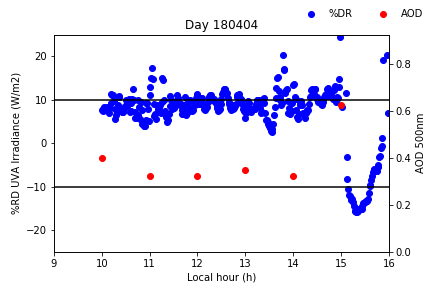 %DR AOD
Day 180404
%RD UVA Irradiance (W/m2)
20
10
0
−10
−20
0.8
0.6
0.4
0.2
0.0
AOD 500nm
9 10 11 12 13 14 15 16
Local hour (h)